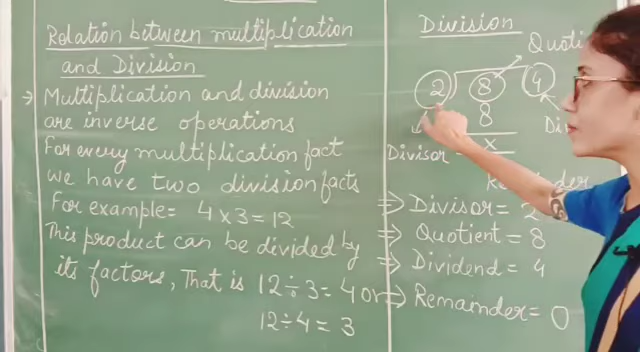 Relation between multiplication
and Division
→ Multiplication and division
are inverse operations
For every multiplication fact
we have two division facts
For example = 4 x 3 = 12
This product can be divided by
its factors, That is 12 ÷ 3 = 4 or
12 ÷ 4 = 3
Division
Quoti
2 8 4
8
x
Divisor
Di
Re
⇒ Divisor = 2
⇒ Quotient = 8
⇒ Dividend = 4
⇒ Remainder = 0